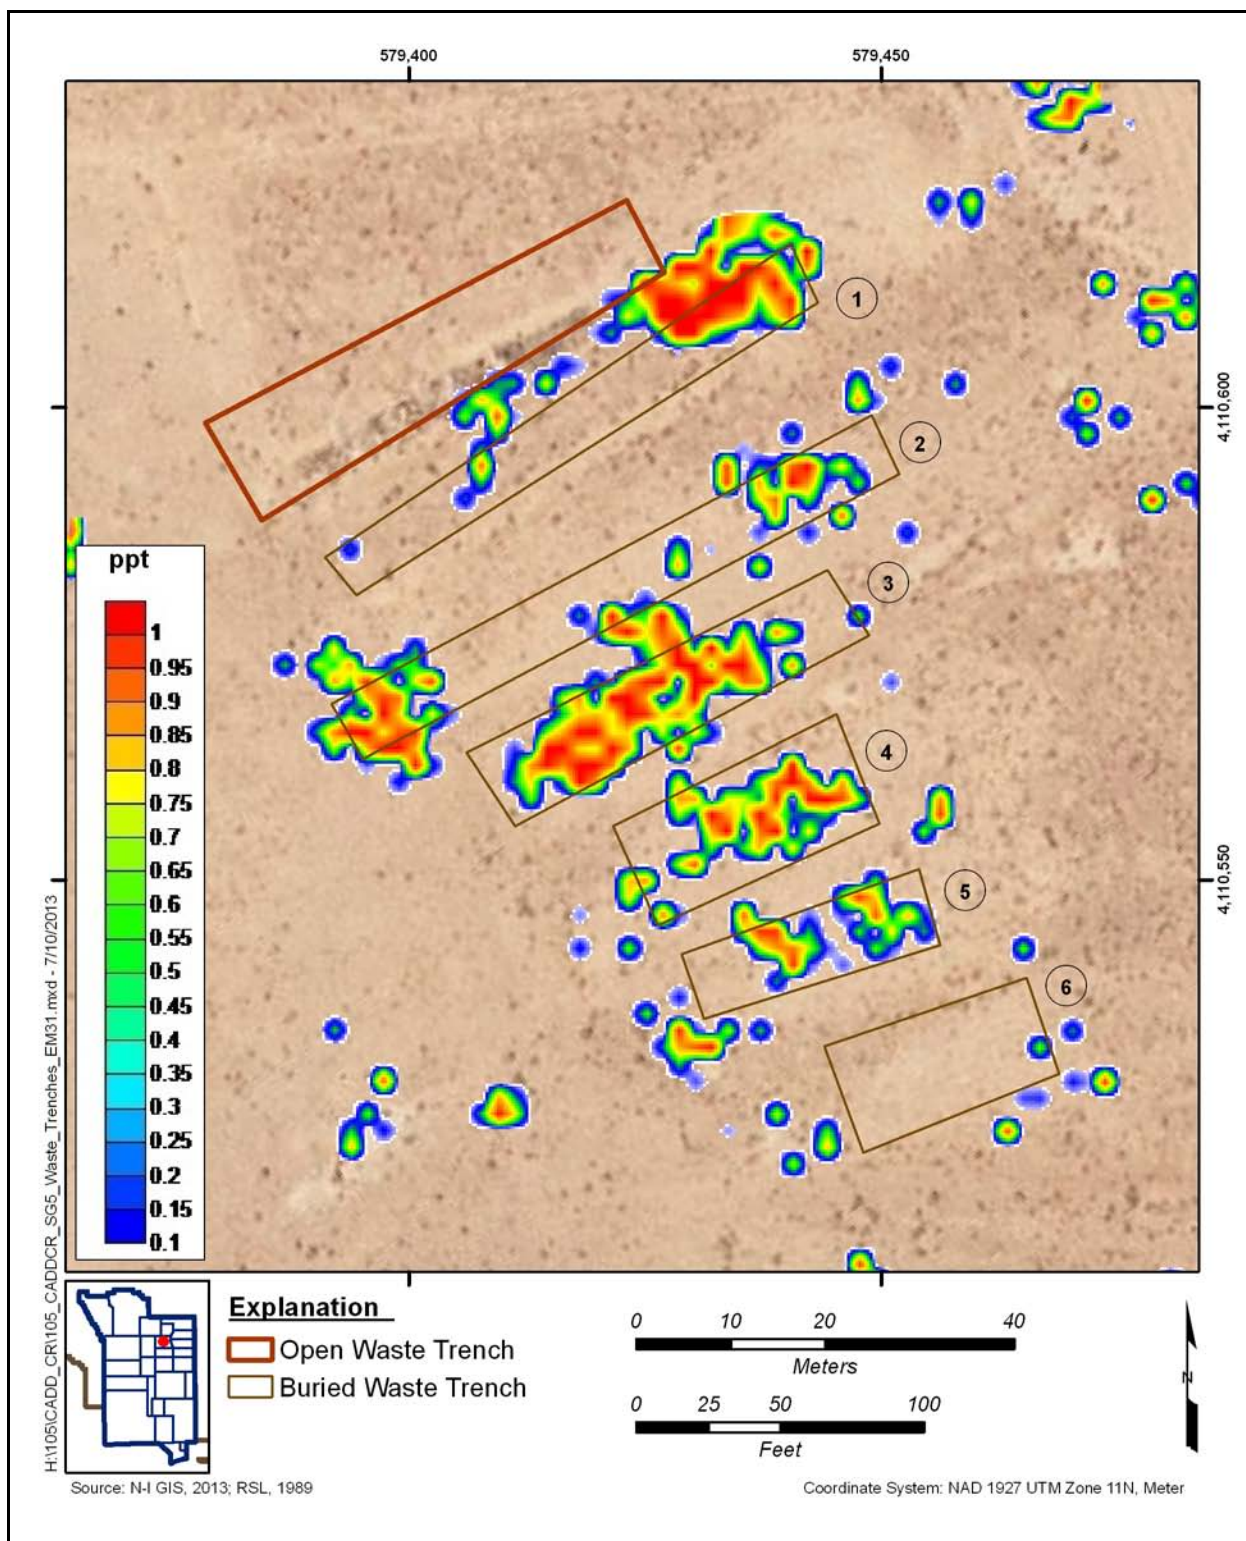 579,400 579,450
1
2
4,110,600
3
ppt
1
0.95
0.9
0.85
0.8
0.75
0.7
0.65
0.6
0.55
0.5
0.45
0.4
0.35
0.3
0.25
0.2
0.15
0.1
4
4,110,550
5
6
H:\105\CADD_CR\105_CADDCR_SG5_Waste_Trenches_EM31.mxd - 7/10/2013
Explanation
Open Waste Trench
Buried Waste Trench
0 10 20 40
Meters
0 25 50 100
Feet
N
Source: N-I GIS, 2013; RSL, 1989
Coordinate System: NAD 1927 UTM Zone 11N, Meter